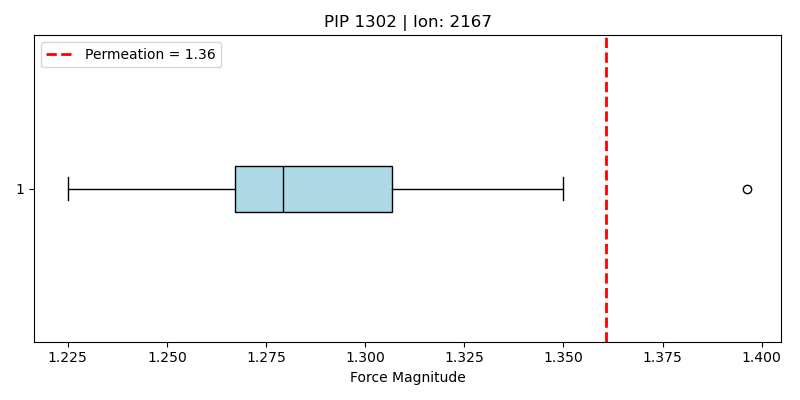 PIP 1302 | Ion: 2167
Permeation = 1.36
1
1.225 1.250 1.275 1.300 1.325 1.350 1.375 1.400
Force Magnitude